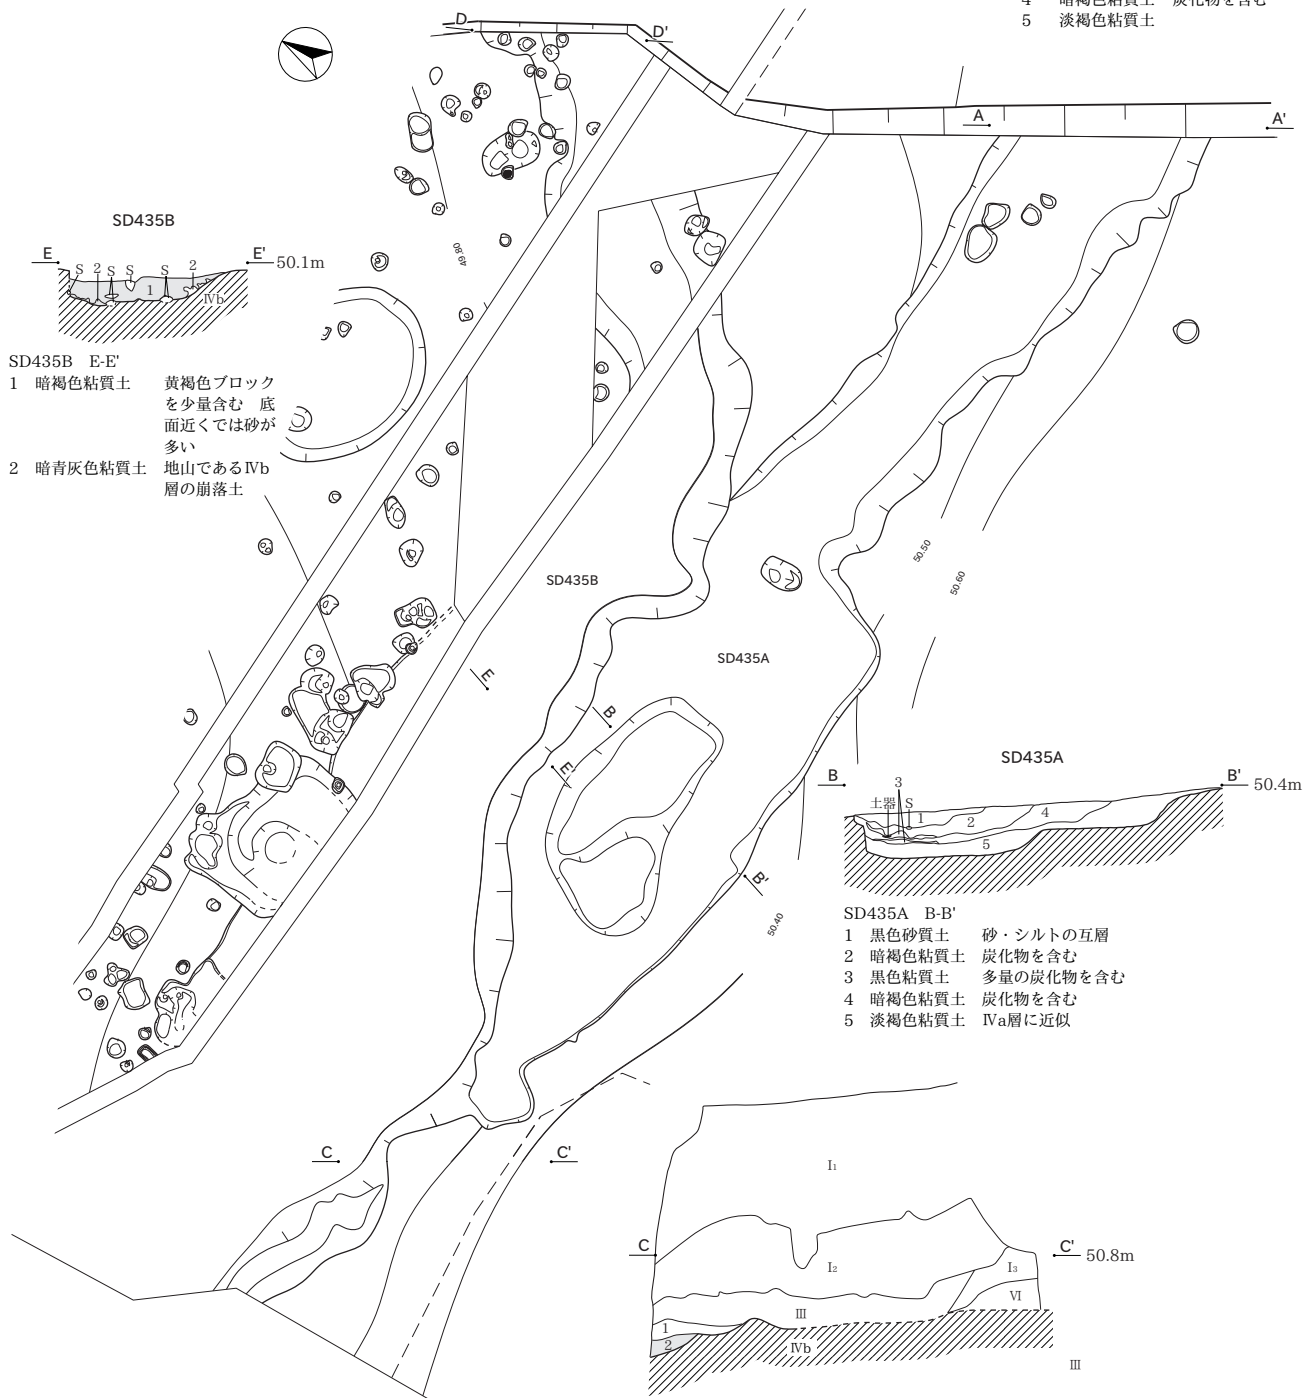 4 暗褐色粘質土 炭化物を含む
5 淡褐色粘質土
D
D'
A
A'
49.80
SD435B
E
E'
50.1m
S
2
S
S
S
2
1
Ⅳb
SD435B E-E'
1 暗褐色粘質土 黄褐色ブロック
を少量含む 底
面近くでは砂が
多い
2 暗青灰色粘質土 地山であるⅣb
層の崩落土
SD435B
50.50
50.60
SD435A
E
B
E'
B'
50.40
SD435A
B
B'
50.4m
3
土器
S
1
2
4
5
SD435A B-B'
1 黒色砂質土 砂・シルトの互層
2 暗褐色粘質土 炭化物を含む
3 黒色粘質土 多量の炭化物を含む
4 暗褐色粘質土 炭化物を含む
5 淡褐色粘質土 Ⅳa層に近似
C
C'
I1
C
C'
50.8m
I2
I3
Ⅵ
Ⅲ
1
2
Ⅳb
Ⅲ